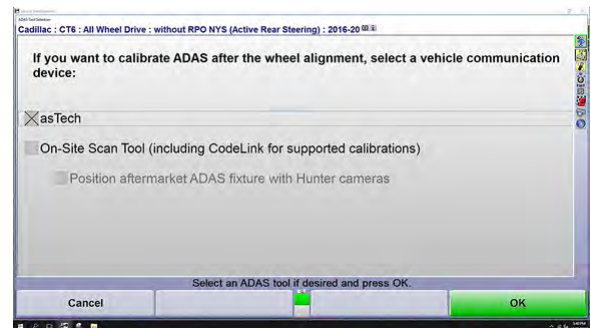 Cadillac : CT6 : All Wheel Drive : without RPO NYS (Active Rear Steering) : 2016-20
If you want to calibrate ADAS after the wheel alignment, select a vehicle communication
device:
asTech
On-Site Scan Tool (including CodeLink for supported calibrations)
Position aftermarket ADAS fixture with Hunter cameras
Select an ADAS tool if desired and press OK.
Cancel
OK